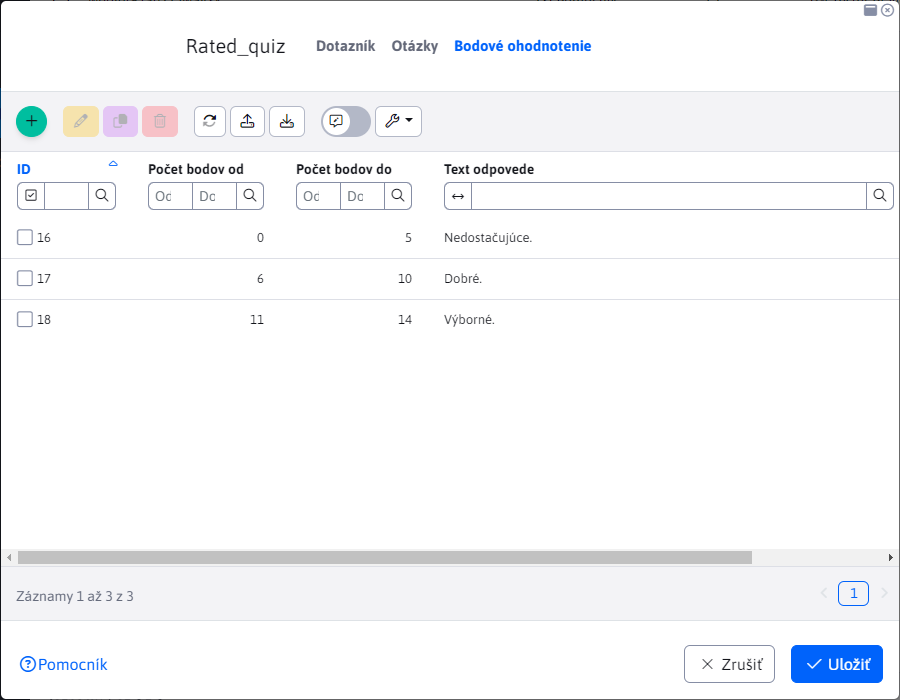 Rated_quiz Dotazník Otázky Bodové ohodnotenie
ID Počet bodov od Počet bodov do Text odpovede
Od Do Od Do
16 0 5 Nedostačujúce.
17 6 10 Dobré.
18 11 14 Výborné.
Záznamy 1 až 3 z 3 1
Pomocník Zrušiť Uložiť